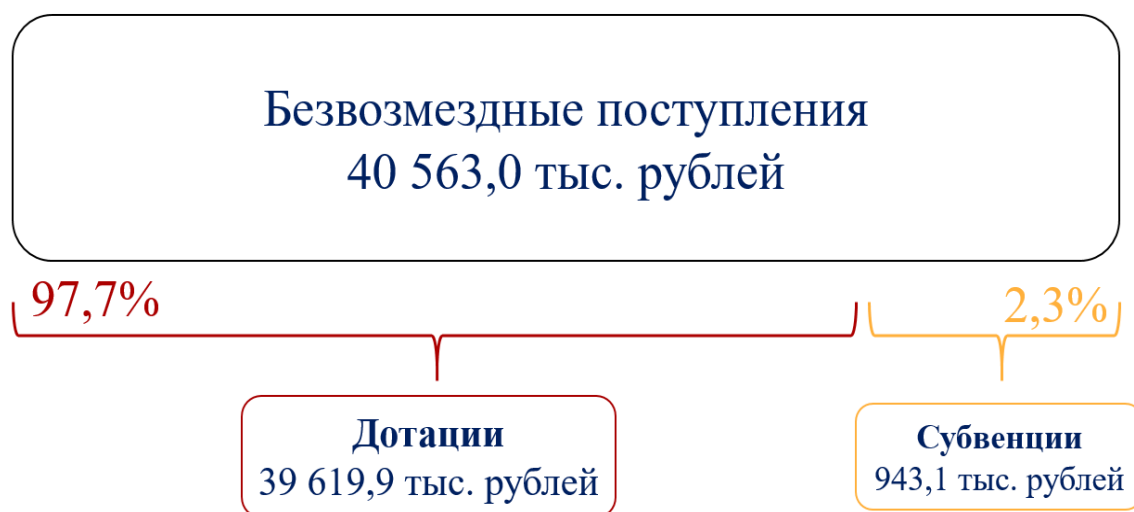 Безвозмездные поступления
40 563,0 тыс. рублей
97,7%
2,3%
Дотации
39 619,9 тыс. рублей
Субвенции
943,1 тыс. рублей